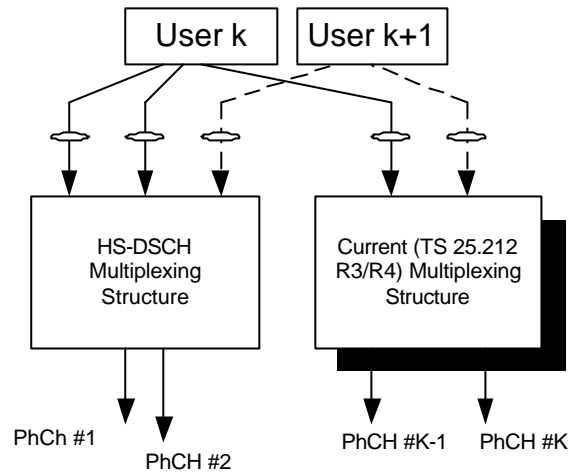 User k
User k+1
HS-DSCH
Multiplexing
Structure
Current (TS 25.212
R3/R4) Multiplexing
Structure
PhCh #1
PhCH #2
PhCH #K-1
PhCH #K